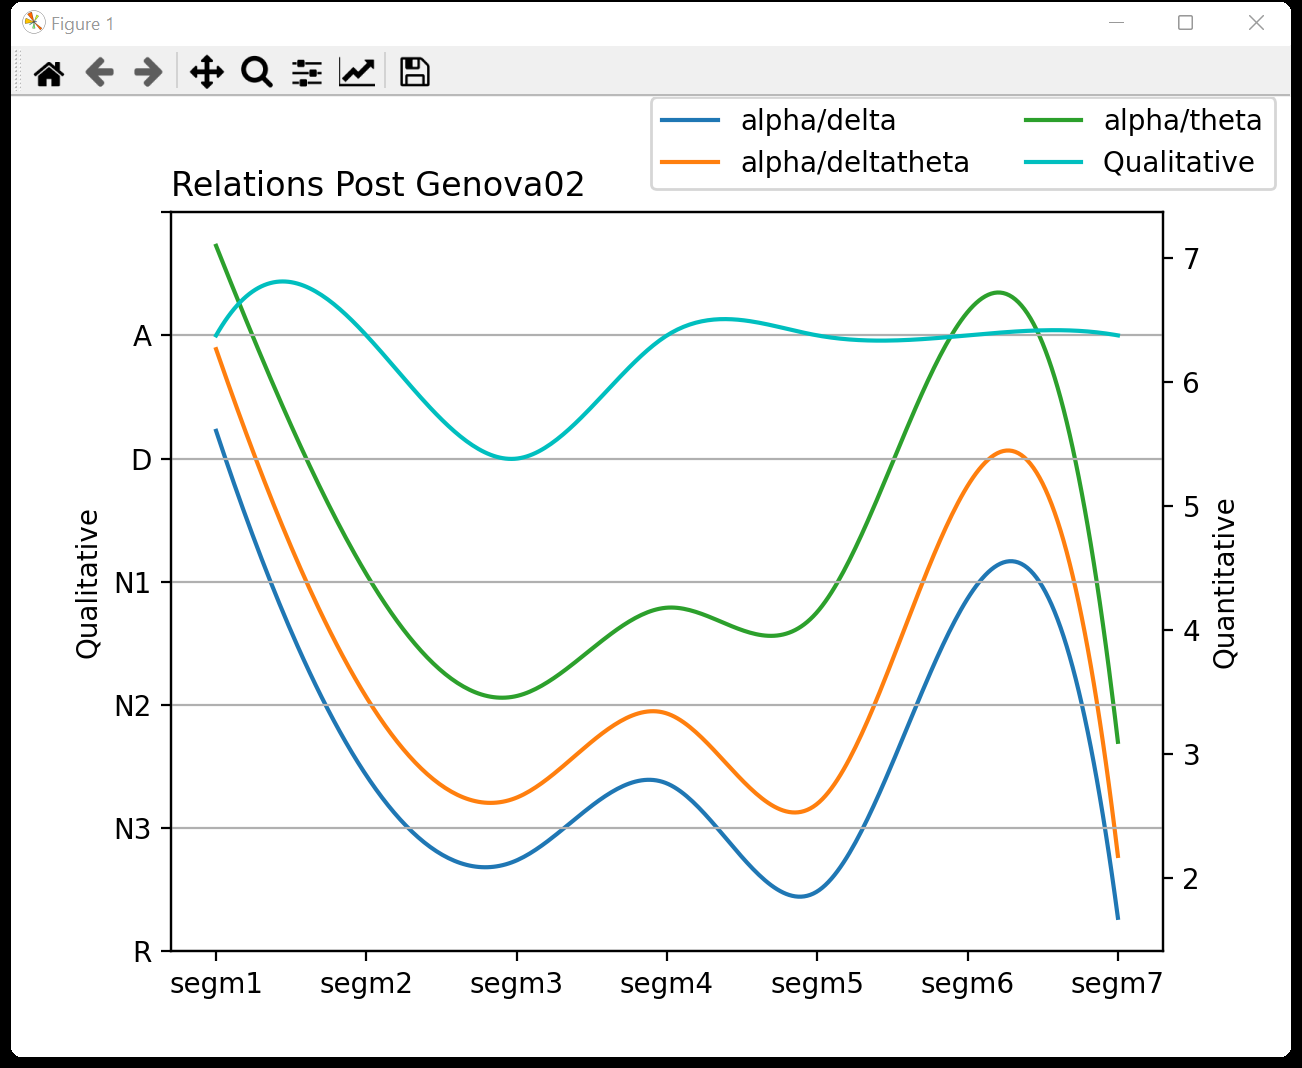 Figure 1
alpha/delta
alpha/deltatheta
alpha/theta
Qualitative
Relations Post Genova02
Qualitative
A
D
N1
N2
N3
R
7
6
5
4
3
2
Quantitative
segm1 segm2 segm3 segm4 segm5 segm6 segm7